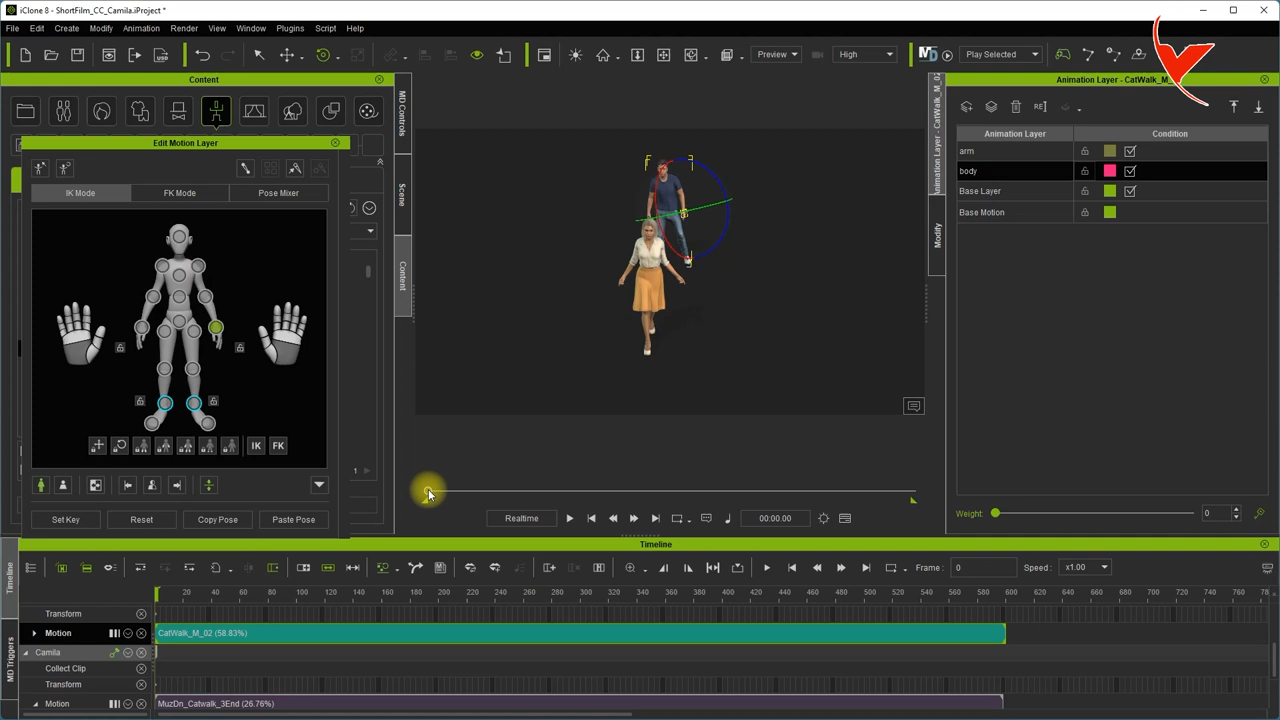 iClone 8 - ShortFilm_CC_Camila.iProject *
File Edit Create Modify Animation Render View Window Plugins Script Help
Preview High Play Selected
Content
Animation Layer - CatWalk_M_
MD Controls
Scene
Content
Edit Motion Layer
IK Mode FK Mode Pose Mixer
IK FK
1
Set Key Reset Copy Pose Paste Pose
Animation Layer - CatWalk_M_02
Modify
Animation Layer Condition
arm
body
Base Layer
Base Motion
Weight: 0
Realtime 00:00.00
Timeline
Timeline
MD Triggers
Frame : 0 Speed : x1.00
20 40 60 80 100 120 140 160 180 200 220 240 260 280 300 320 340 360 380 400 420 440 460 480 500 520 540 560 580 600 620 640 660 680 700 720 740 760 78
Transform
Motion CatWalk_M_02 (58.83%)
Camila
Collect Clip
Transform
Motion MuzDn_Catwalk_3End (26.76%)